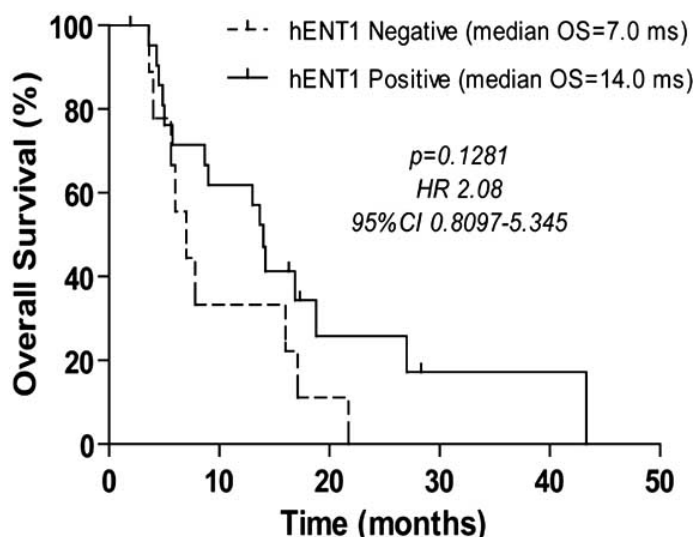 hENT1 Negative (median OS=7.0 ms)
hENT1 Positive (median OS=14.0 ms)
p=0.1281
HR 2.08
95%CI 0.8097-5.345
Overall Survival (%)
100
80
60
40
20
0
0 10 20 30 40 50
Time (months)